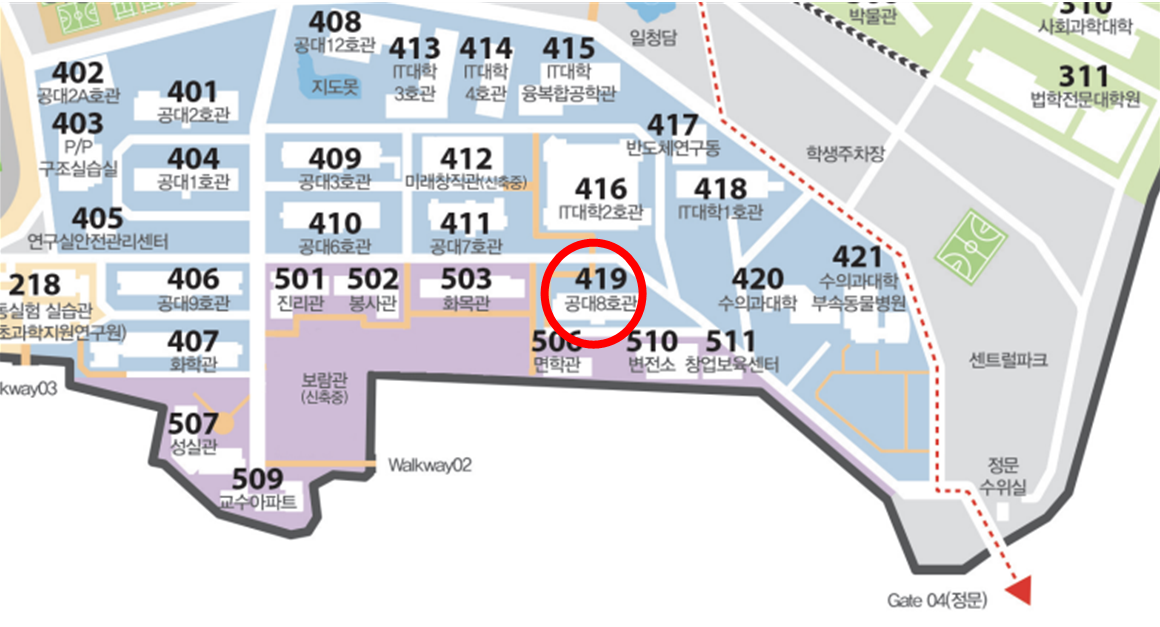 박물관
310
사회과학대학
일청담
408
공대12호관
지도못
413
IT대학
3호관
414
IT대학
4호관
415
IT대학
융복합공학관
402
공대2A호관
401
공대2호관
311
법학전문대학원
403
P/P
구조실습실
417
반도체연구동
학생주차장
404
공대1호관
409
공대3호관
412
미래창직관(신축중)
416
IT대학2호관
418
IT대학1호관
405
연구실안전관리센터
410
공대6호관
411
공대7호관
421
수의과대학
부속동물병원
218
동실험 실습관
초과학지원연구원)
406
공대9호관
501
진리관
502
봉사관
503
화목관
419
공대8호관
420
수의과대학
407
화학관
506
면학관
510
변전소
511
창업보육센터
센트럴파크
보람관
(신축중)
kway03
507
성실관
509
교수아파트
Walkway02
정문
수위실
Gate 04(정문)